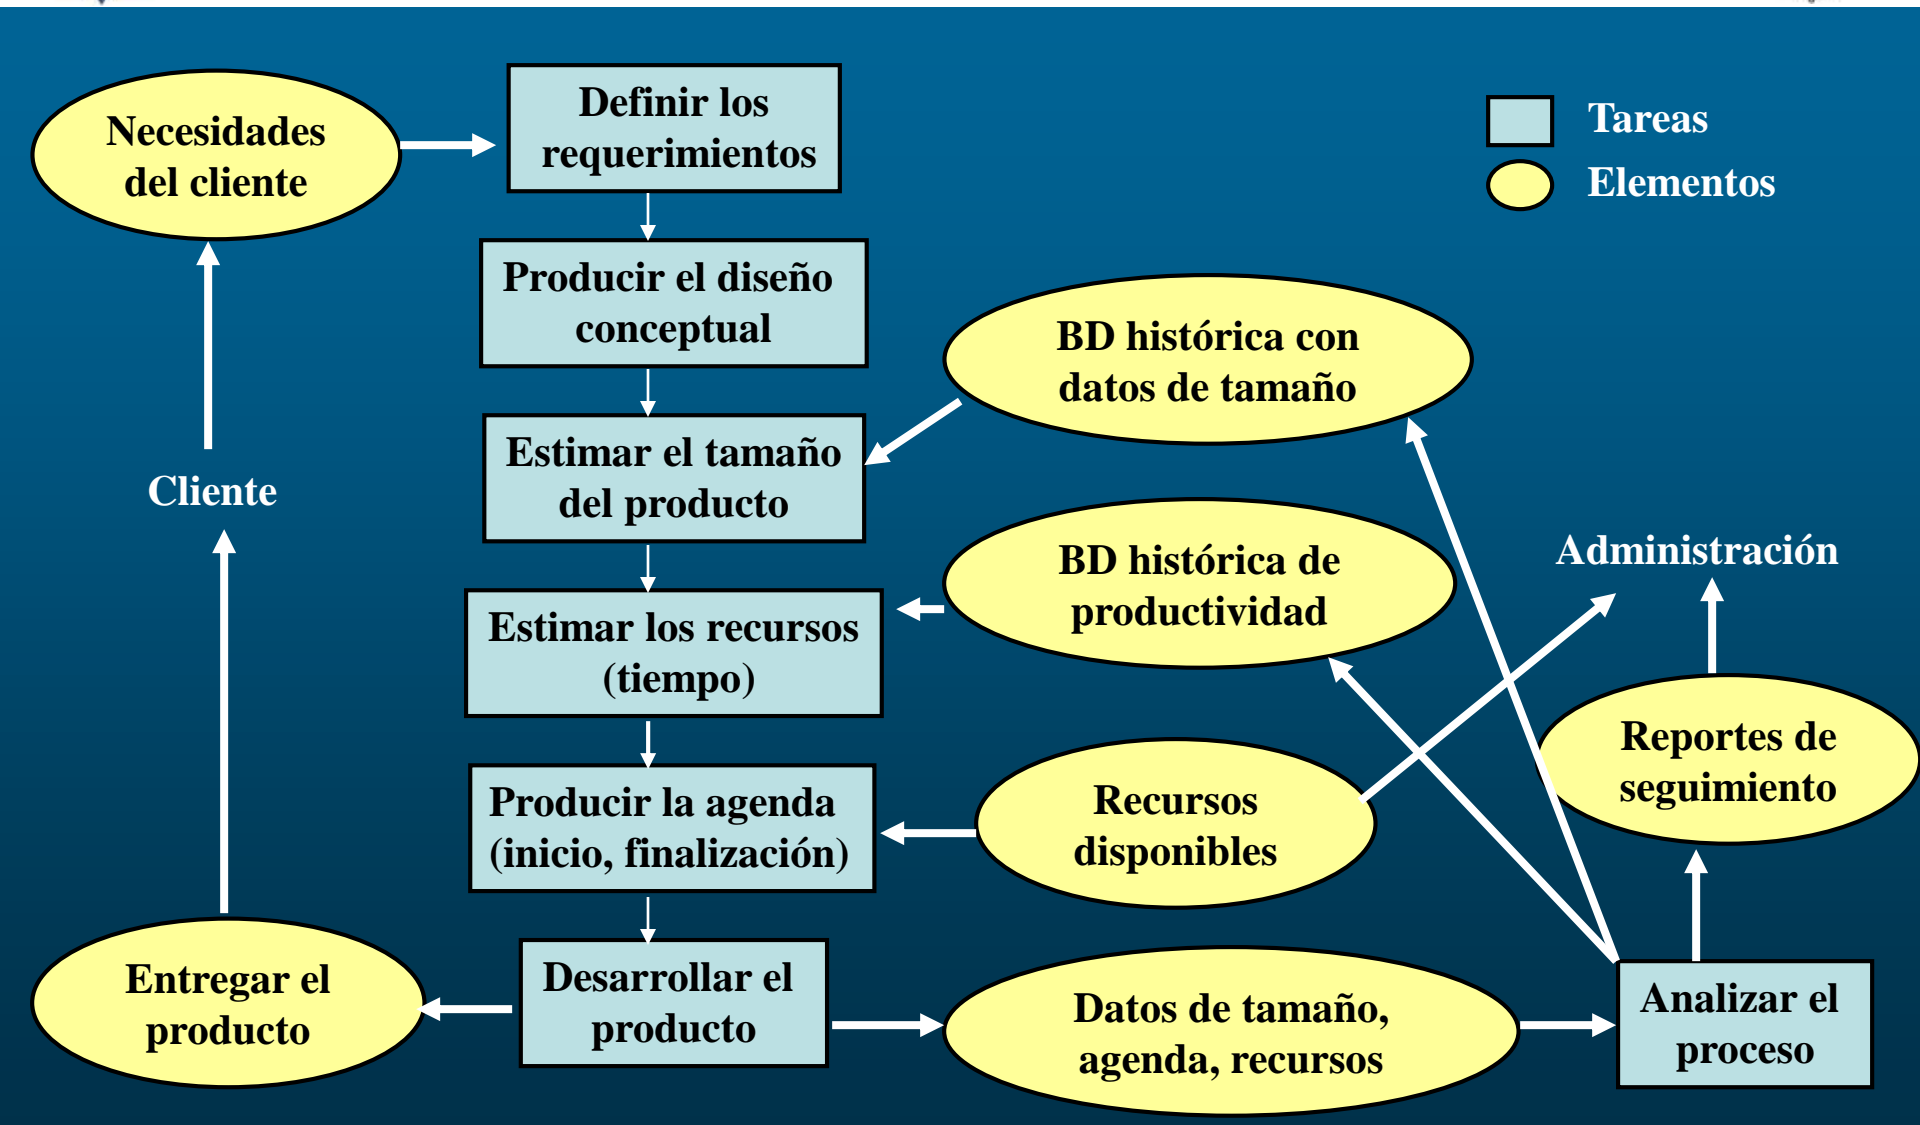 Necesidades
del cliente
Definir los
requerimientos
Tareas
Elementos
Producir el diseño
conceptual
BD histórica con
datos de tamaño
Estimar el tamaño
del producto
Cliente
BD histórica de
productividad
Administración
Estimar los recursos
(tiempo)
Reportes de
seguimiento
Producir la agenda
(inicio, finalización)
Recursos
disponibles
Entregar el
producto
Desarrollar el
producto
Datos de tamaño,
agenda, recursos
Analizar el
proceso